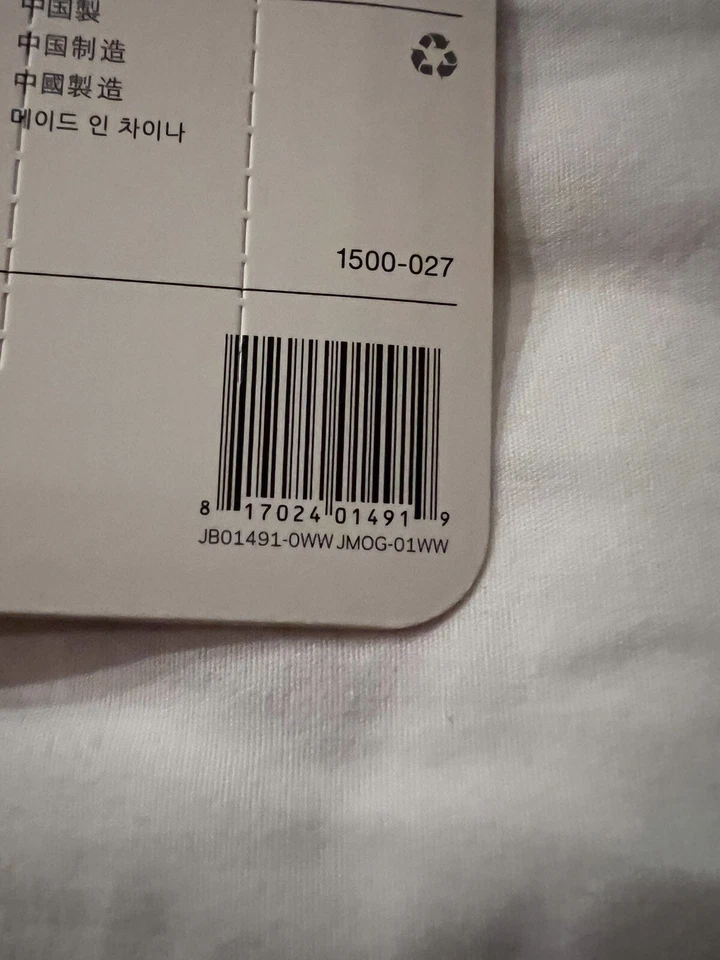 中国製
中国制造
中國製造
메이드 인 차이나
1500-027
8 17024 01491 9
JB01491-0WW JMOG-01WW